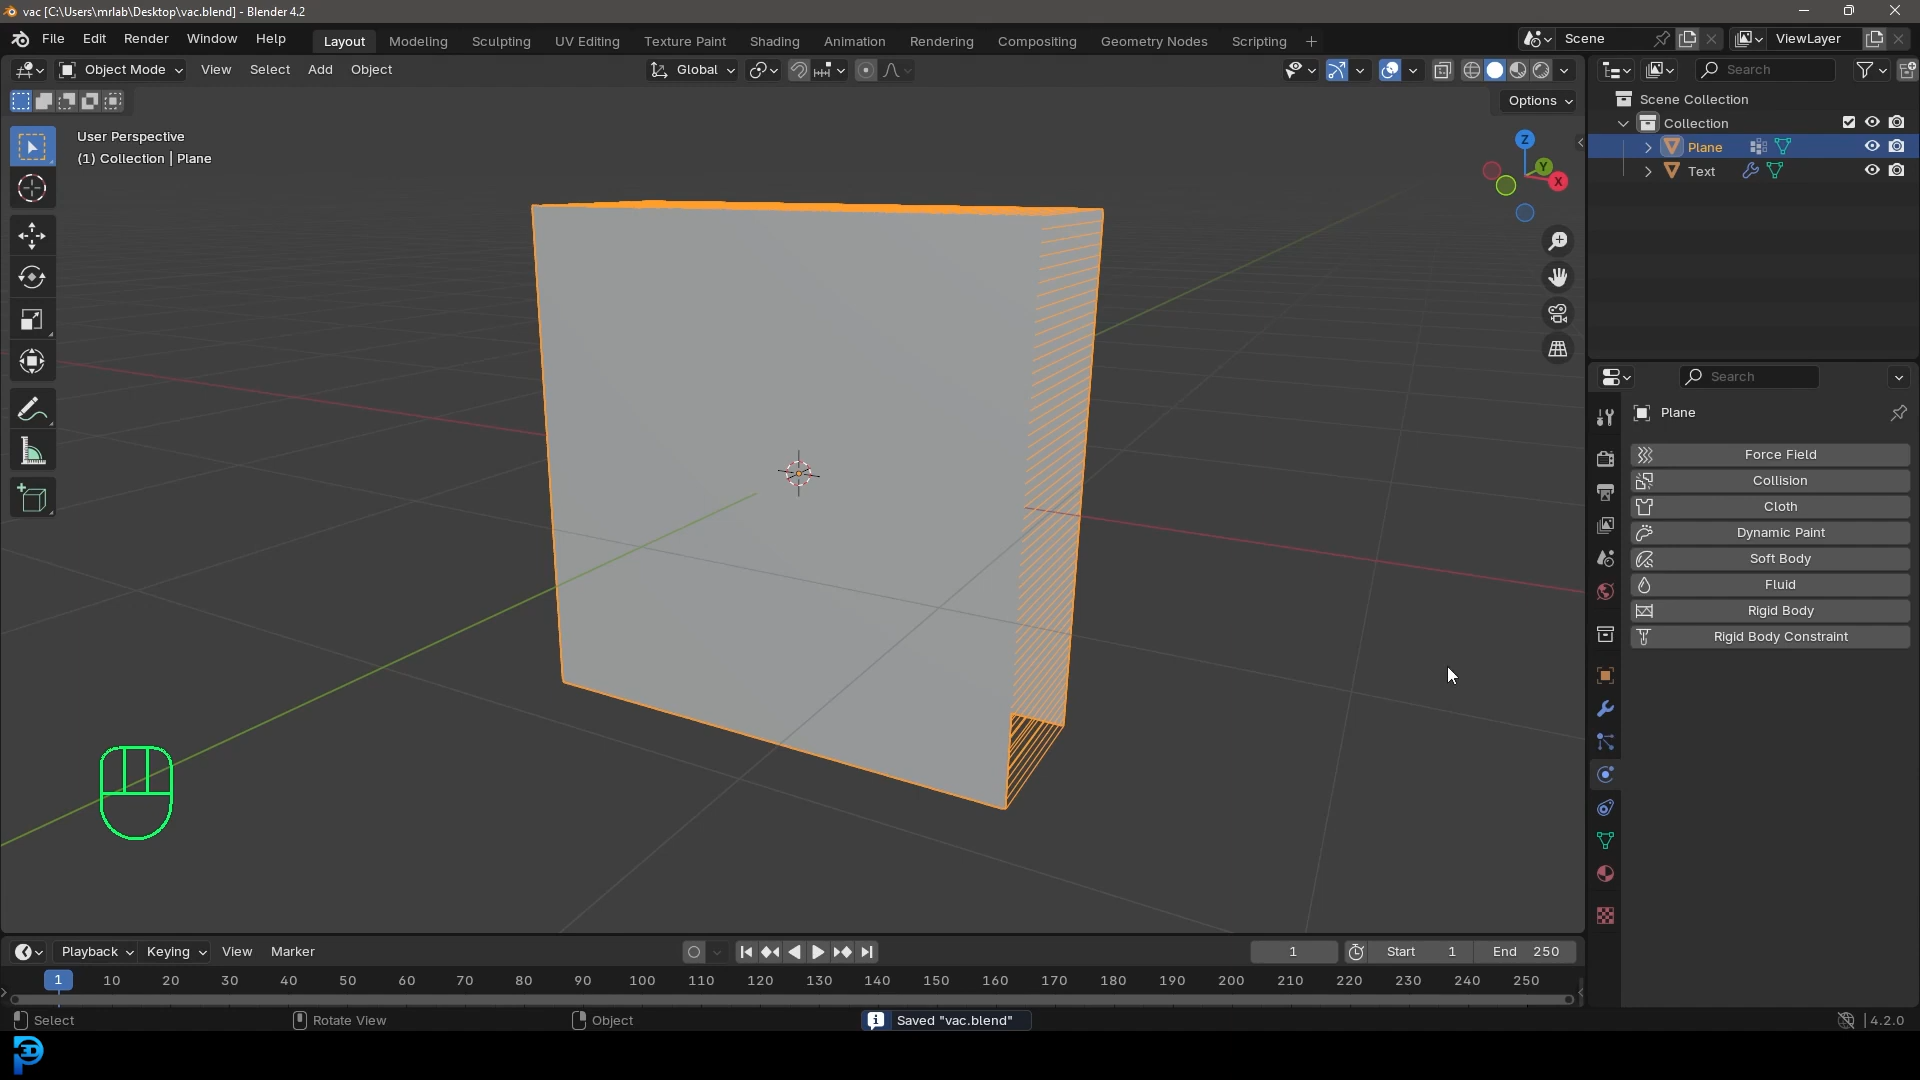 vac [C:\Users\mrlab\Desktop\vac.blend] - Blender 4.2
File Edit Render Window Help
Layout Modeling Sculpting UV Editing Texture Paint Shading Animation Rendering Compositing Geometry Nodes Scripting +
Scene
ViewLayer
Object Mode View Select Add Object
Global
Search
Options
User Perspective
(1) Collection | Plane
Z
Y
X
Scene Collection
Collection
Plane
Text
Search
Plane
Force Field
Collision
Cloth
Dynamic Paint
Soft Body
Fluid
Rigid Body
Rigid Body Constraint
Playback Keying View Marker
1
Start 1
End 250
1 10 20 30 40 50 60 70 80 90 100 110 120 130 140 150 160 170 180 190 200 210 220 230 240 250
Select
Rotate View
Object
Saved "vac.blend"
4.2.0
3D